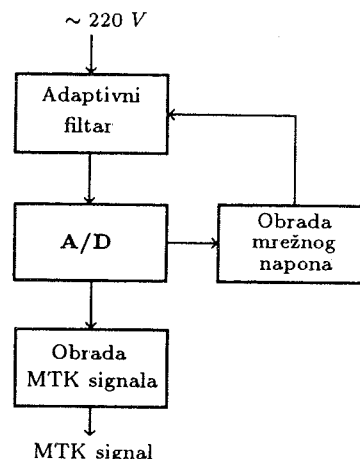 ~ 220 V
Adaptivni
filtar
A/D
Obrada
mrežnog
napona
Obrada
MTK signala
MTK signal